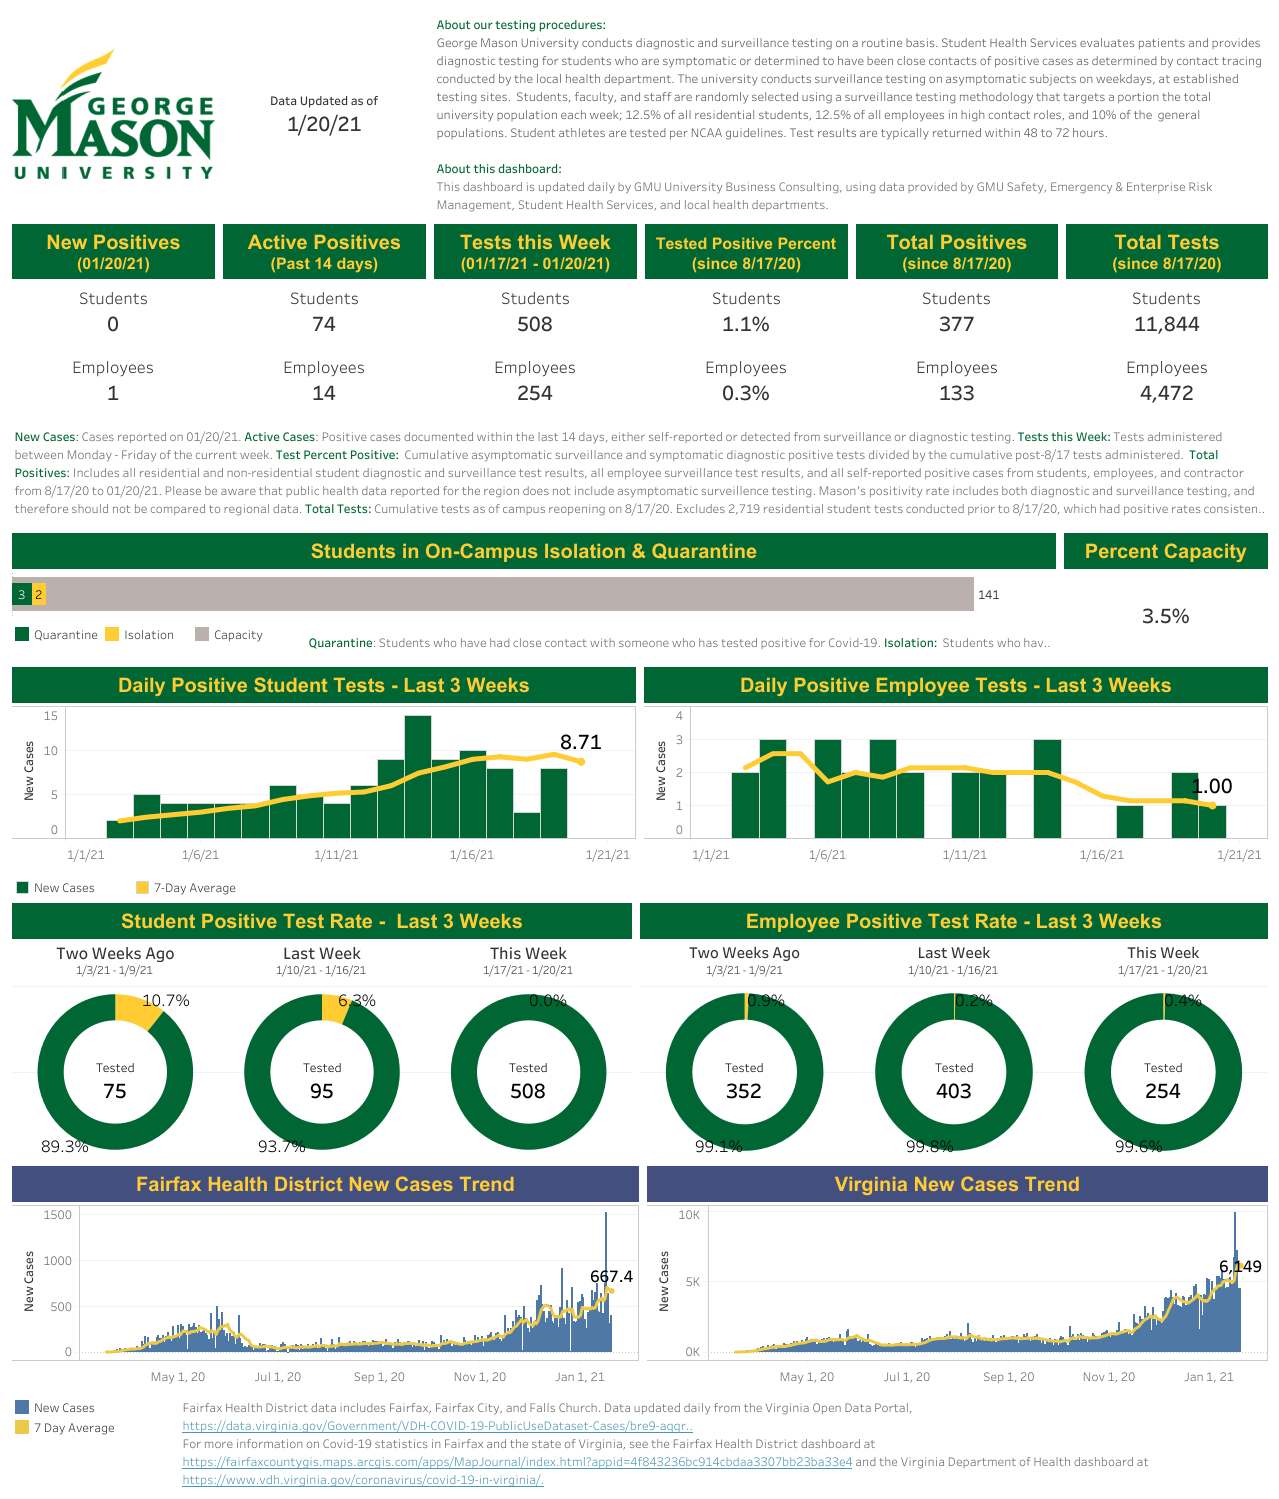 GEORGE
MASON
UNIVERSITY
Data Updated as of
1/20/21
About our testing procedures:
George Mason University conducts diagnostic and surveillance testing on a routine basis. Student Health Services evaluates patients and provides
diagnostic testing for students who are symptomatic or determined to have been close contacts of positive cases as determined by contact tracing
conducted by the local health department. The university conducts surveillance testing on asymptomatic subjects on weekdays, at established
testing sites.  Students, faculty, and staff are randomly selected using a surveillance testing methodology that targets a portion the total
university population each week; 12.5% of all residential students, 12.5% of all employees in high contact roles, and 10% of the  general
populations. Student athletes are tested per NCAA guidelines. Test results are typically returned within 48 to 72 hours.
About this dashboard:
This dashboard is updated daily by GMU University Business Consulting, using data provided by GMU Safety, Emergency & Enterprise Risk
Management, Student Health Services, and local health departments.
New Positives
(01/20/21)
Students
0
Employees
1
Active Positives
(Past 14 days)
Students
74
Employees
14
Tests this Week
(01/17/21 - 01/20/21)
Students
508
Employees
254
Tested Positive Percent
(since 8/17/20)
Students
1.1%
Employees
0.3%
Total Positives
(since 8/17/20)
Students
377
Employees
133
Total Tests
(since 8/17/20)
Students
11,844
Employees
4,472
New Cases: Cases reported on 01/20/21. Active Cases: Positive cases documented within the last 14 days, either self-reported or detected from surveillance or diagnostic testing. Tests this Week: Tests administered
between Monday - Friday of the current week. Test Percent Positive:  Cumulative asymptomatic surveillance and symptomatic diagnostic positive tests divided by the cumulative post-8/17 tests administered.  Total
Positives: Includes all residential and non-residential student diagnostic and surveillance test results, all employee surveillance test results, and all self-reported positive cases from students, employees, and contractor
from 8/17/20 to 01/20/21. Please be aware that public health data reported for the region does not include asymptomatic surveillence testing. Mason's positivity rate includes both diagnostic and surveillance testing, and
therefore should not be compared to regional data. Total Tests: Cumulative tests as of campus reopening on 8/17/20. Excludes 2,719 residential student tests conducted prior to 8/17/20, which had positive rates consisten..
Students in On-Campus Isolation & Quarantine
3 2
141
Quarantine Isolation Capacity
Quarantine: Students who have had close contact with someone who has tested positive for Covid-19. Isolation:  Students who hav..
Percent Capacity
3.5%
Daily Positive Student Tests - Last 3 Weeks
New Cases
15
10
5
0
8.71
1/1/21 1/6/21 1/11/21 1/16/21 1/21/21
Daily Positive Employee Tests - Last 3 Weeks
New Cases
4
3
2
1
0
1.00
1/1/21 1/6/21 1/11/21 1/16/21 1/21/21
New Cases 7-Day Average
Student Positive Test Rate -  Last 3 Weeks
Two Weeks Ago
1/3/21 - 1/9/21
10.7%
Tested
75
89.3%
Last Week
1/10/21 - 1/16/21
6.3%
Tested
95
93.7%
This Week
1/17/21 - 1/20/21
0.0%
Tested
508
Employee Positive Test Rate - Last 3 Weeks
Two Weeks Ago
1/3/21 - 1/9/21
0.9%
Tested
352
99.1%
Last Week
1/10/21 - 1/16/21
0.2%
Tested
403
99.8%
This Week
1/17/21 - 1/20/21
0.4%
Tested
254
99.6%
Fairfax Health District New Cases Trend
New Cases
1500
1000
500
0
667.4
May 1, 20 Jul 1, 20 Sep 1, 20 Nov 1, 20 Jan 1, 21
Virginia New Cases Trend
New Cases
10K
5K
0K
6,149
May 1, 20 Jul 1, 20 Sep 1, 20 Nov 1, 20 Jan 1, 21
New Cases
7 Day Average
Fairfax Health District data includes Fairfax, Fairfax City, and Falls Church. Data updated daily from the Virginia Open Data Portal,
https://data.virginia.gov/Government/VDH-COVID-19-PublicUseDataset-Cases/bre9-aqqr..
For more information on Covid-19 statistics in Fairfax and the state of Virginia, see the Fairfax Health District dashboard at
https://fairfaxcountygis.maps.arcgis.com/apps/MapJournal/index.html?appid=4f843236bc914cbdaa3307bb23ba33e4 and the Virginia Department of Health dashboard at
https://www.vdh.virginia.gov/coronavirus/covid-19-in-virginia/.